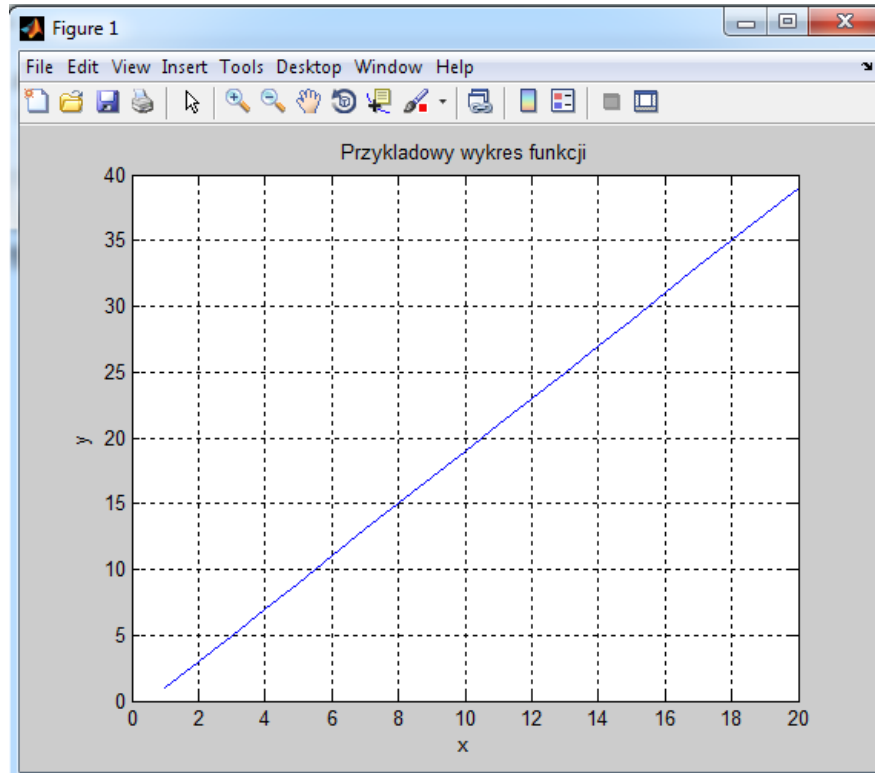 Figure 1
File Edit View Insert Tools Desktop Window Help
Przykladowy wykres funkcji
40
35
30
25
20
15
10
5
0
y
0 2 4 6 8 10 12 14 16 18 20
x